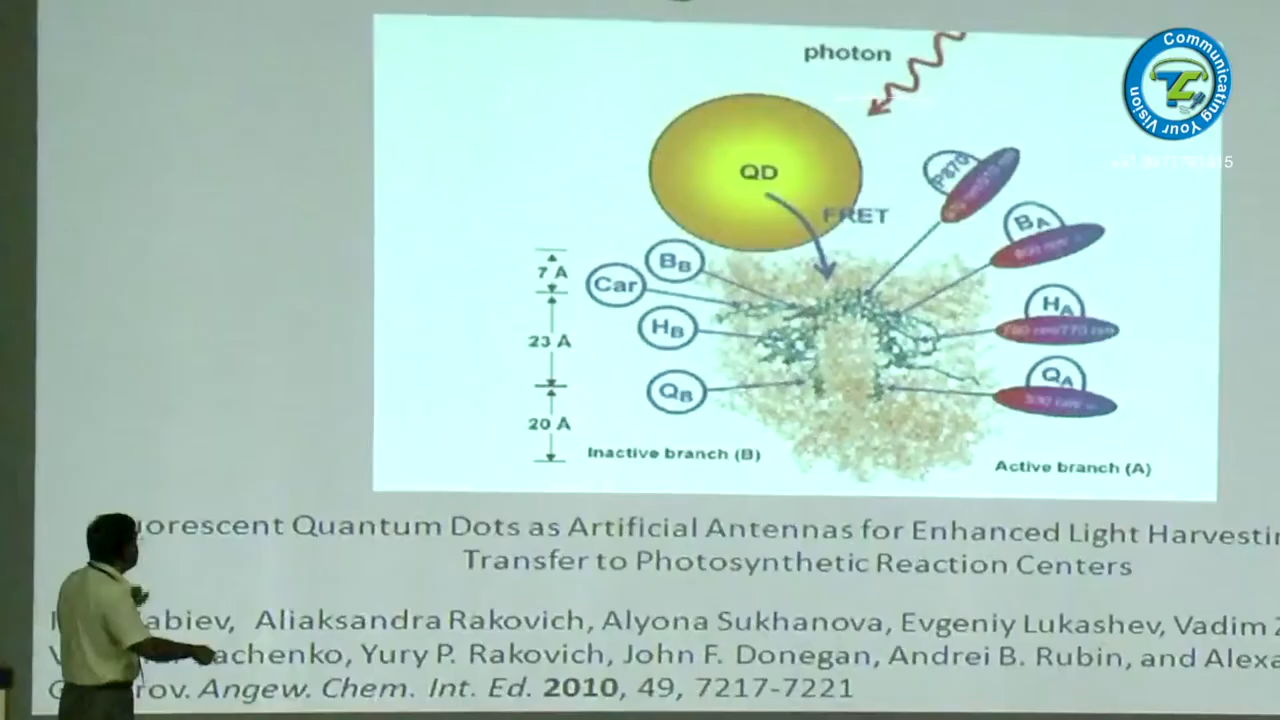 photon
Communicating Your Vision
QD
P870
FRET
BA
BB
7 A
Car
HA
HB
23 A
QA
QB
20 A
Inactive branch (B)
Active branch (A)
uorescent Quantum Dots as Artificial Antennas for Enhanced Light Harvestin
Transfer to Photosynthetic Reaction Centers
abiev, Aliaksandra Rakovich, Alyona Sukhanova, Evgeniy Lukashev, Vadim
achenko, Yury P. Rakovich, John F. Donegan, Andrei B. Rubin, and Alexa
rov. Angew. Chem. Int. Ed. 2010, 49, 7217-7221